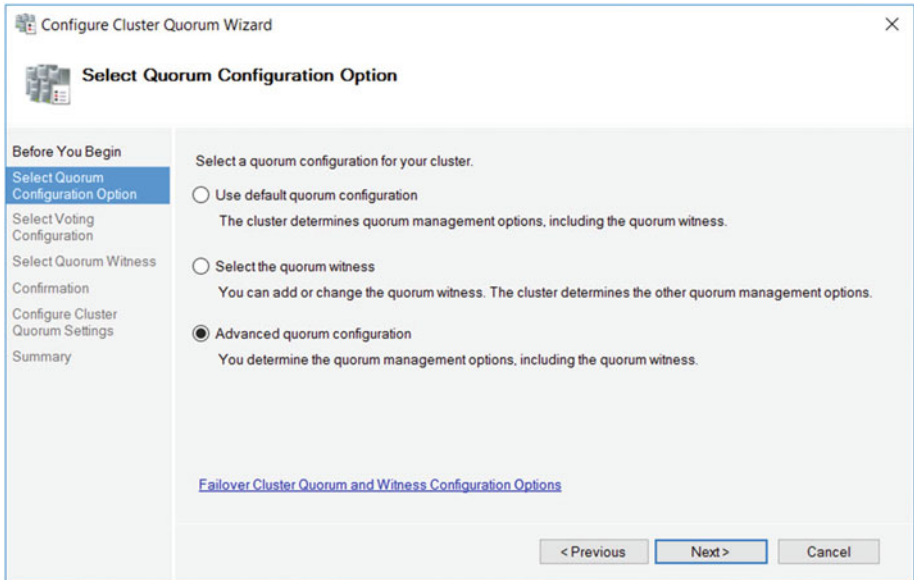 Configure Cluster Quorum Wizard
Select Quorum Configuration Option
Before You Begin
Select Quorum
Configuration Option
Select Voting
Configuration
Select Quorum Witness
Confirmation
Configure Cluster
Quorum Settings
Summary
Select a quorum configuration for your cluster.
Use default quorum configuration
The cluster determines quorum management options, including the quorum witness.
Select the quorum witness
You can add or change the quorum witness. The cluster determines the other quorum management options.
Advanced quorum configuration
You determine the quorum management options, including the quorum witness.
Failover Cluster Quorum and Witness Configuration Options
< Previous
Next >
Cancel